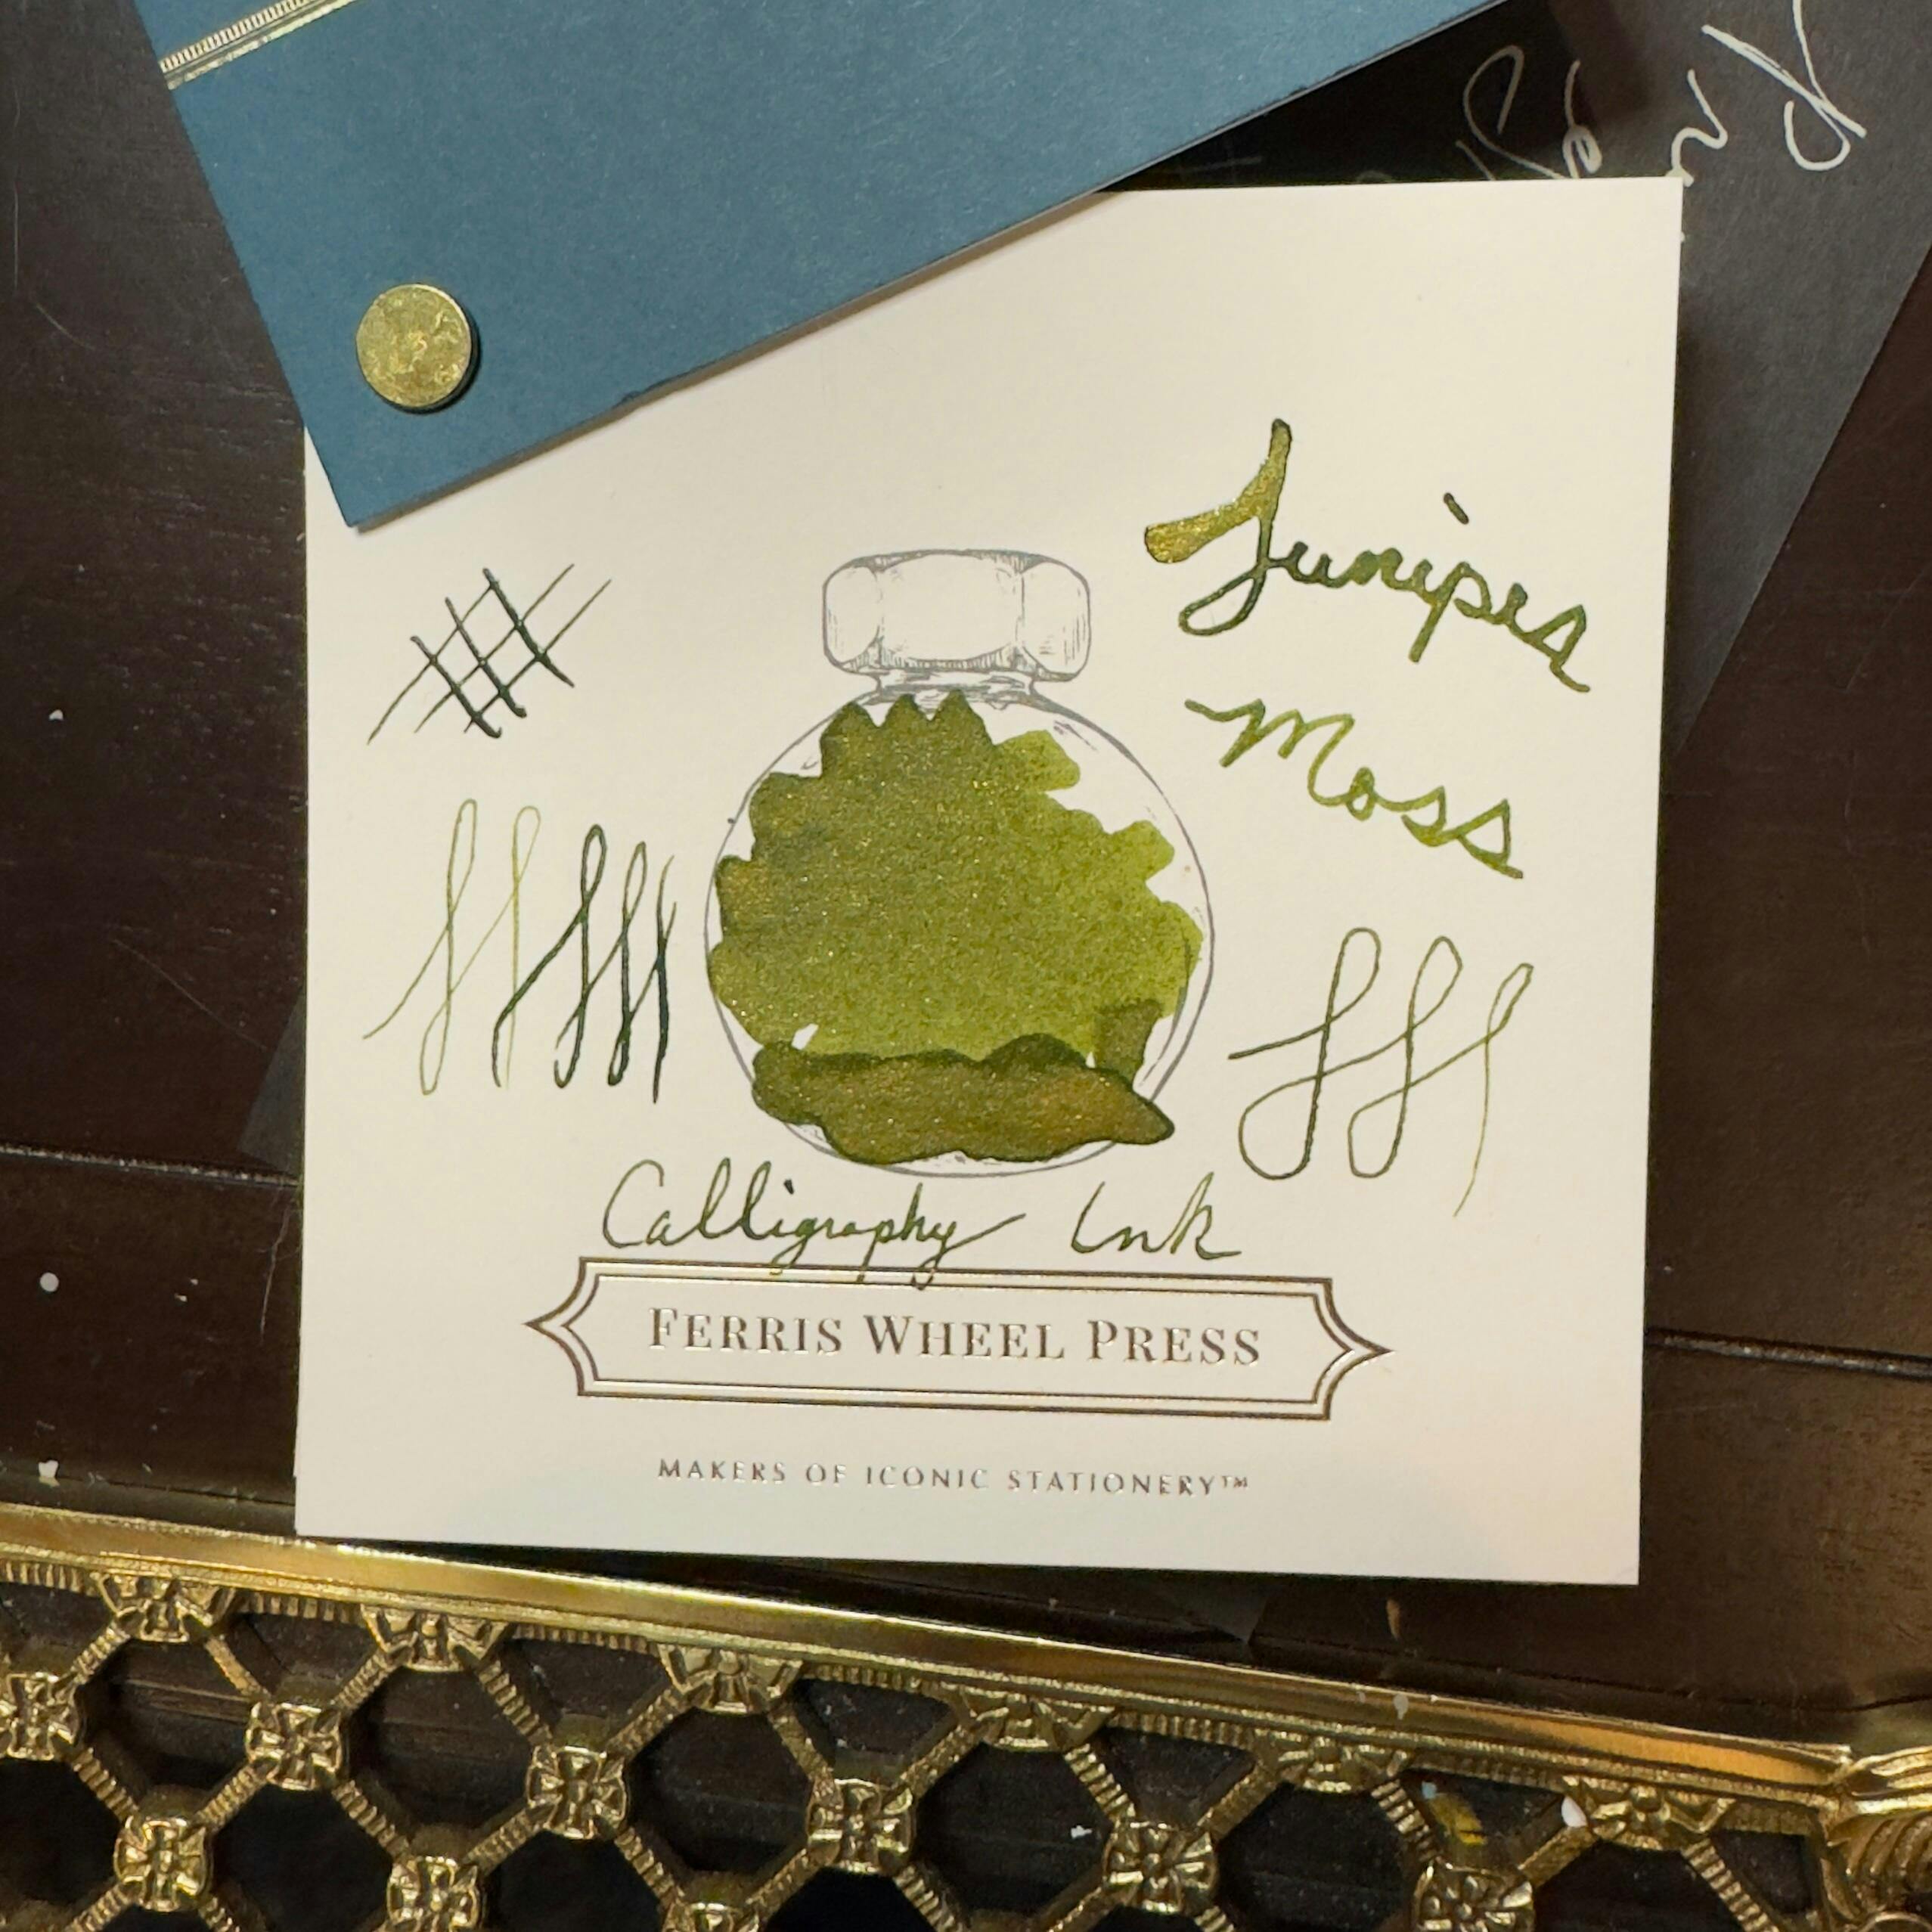 Juniper
Moss
Calligraphy Ink
FERRIS WHEEL PRESS
MAKERS OF ICONIC STATIONERY™